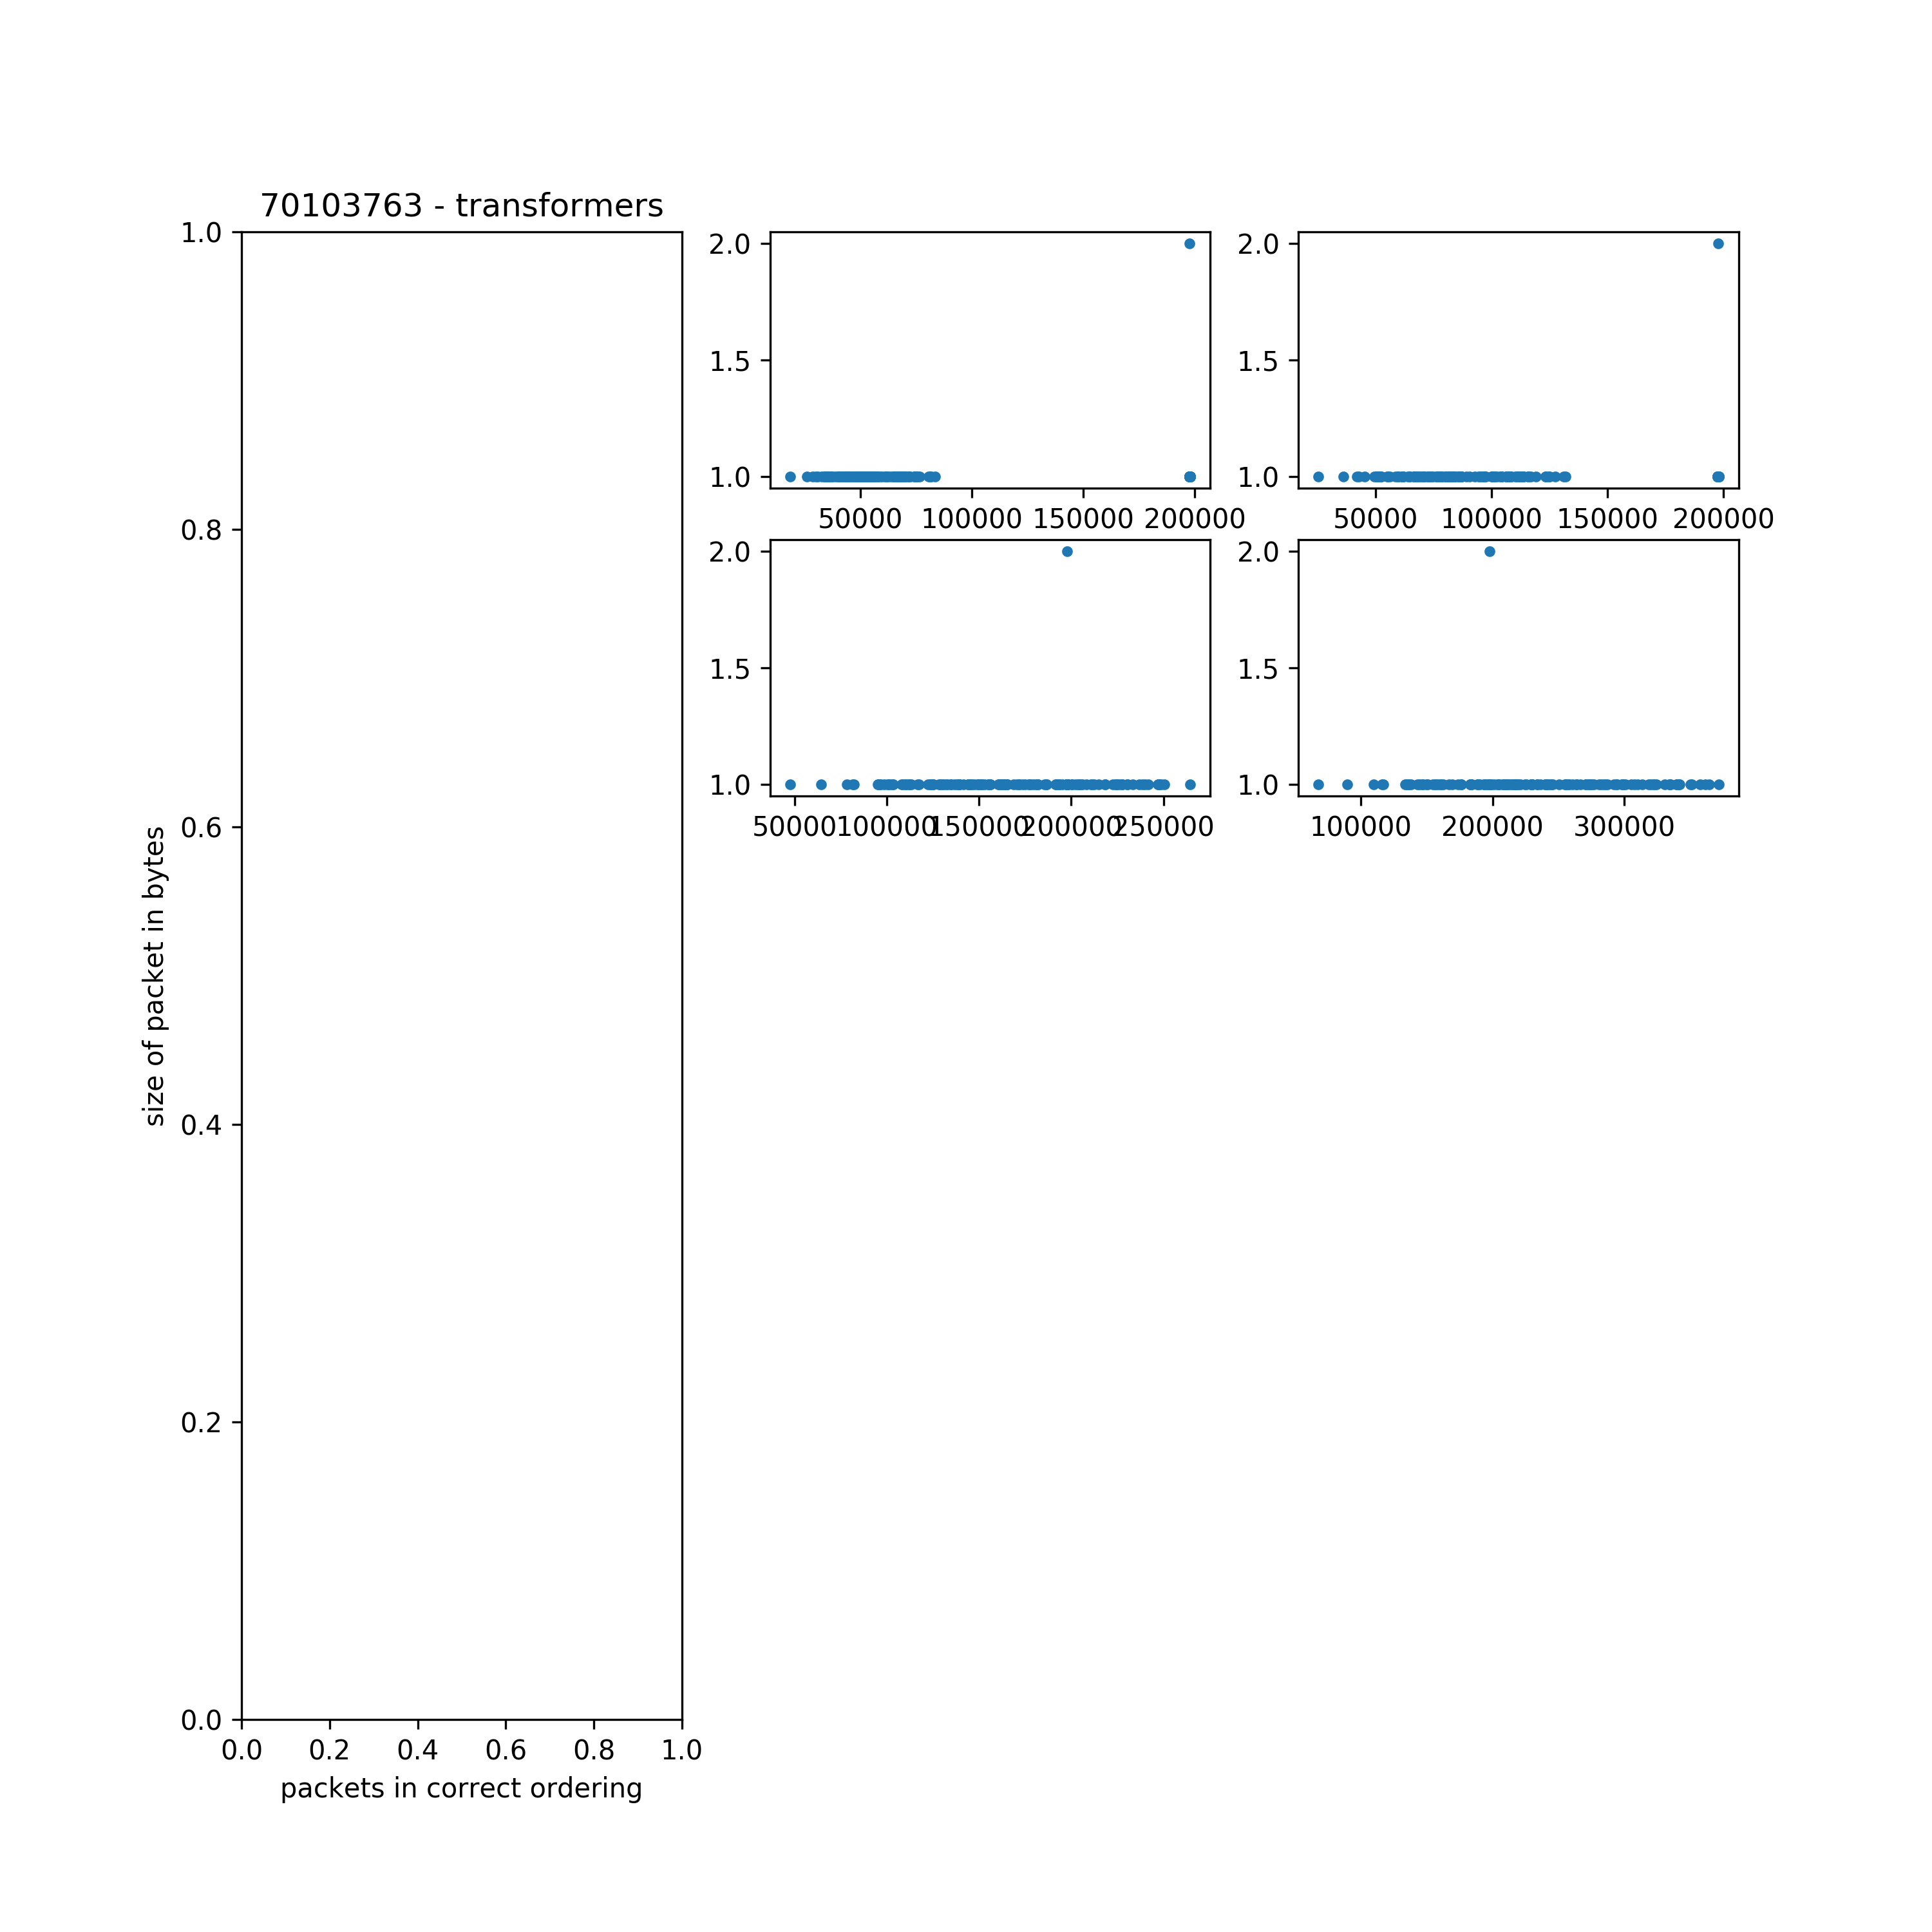 70103763 - transformers
1.0
0.8
0.6
0.4
0.2
0.0
size of packet in bytes
0.0 0.2 0.4 0.6 0.8 1.0
packets in correct ordering
2.0
1.5
1.0
50000 100000 150000 200000
2.0
1.5
1.0
50000 100000 150000 200000
2.0
1.5
1.0
50000 100000 150000 200000 250000
2.0
1.5
1.0
100000 200000 300000